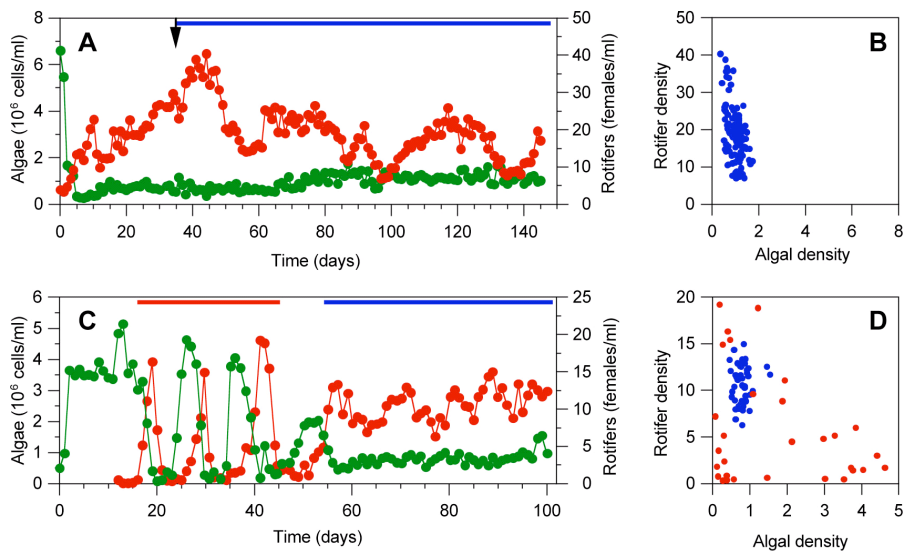 A
Algae (10⁶ cells/ml)
8
6
4
2
0
50
40
30
20
10
0
Rotifers (females/ml)
0 20 40 60 80 100 120 140
Time (days)
B
Rotifer density
50
40
30
20
10
0
0 2 4 6 8
Algal density
C
Algae (10⁶ cells/ml)
6
5
4
3
2
1
0
25
20
15
10
5
0
Rotifers (females/ml)
0 20 40 60 80 100
Time (days)
D
Rotifer density
20
15
10
5
0
0 1 2 3 4 5
Algal density